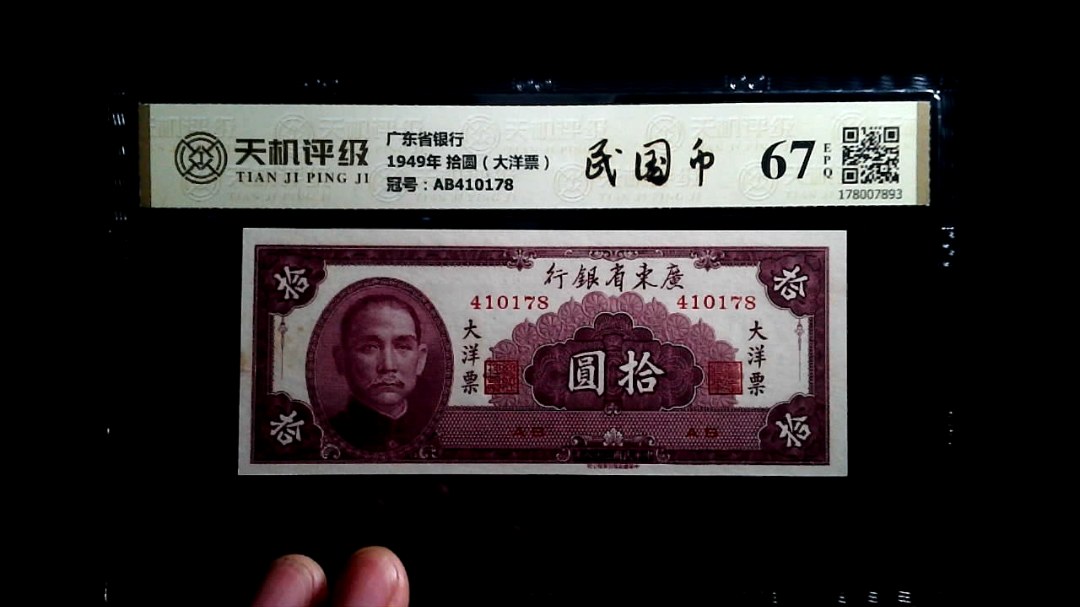 天机评级
TIAN JI PING JI
广东省银行
1949年 拾圆（大洋票）
冠号：AB410178
民国币
67
EPQ
178007893
行銀省東廣
拾
拾
410178
410178
大洋票
大洋票
圓拾
拾
拾
AB
AB